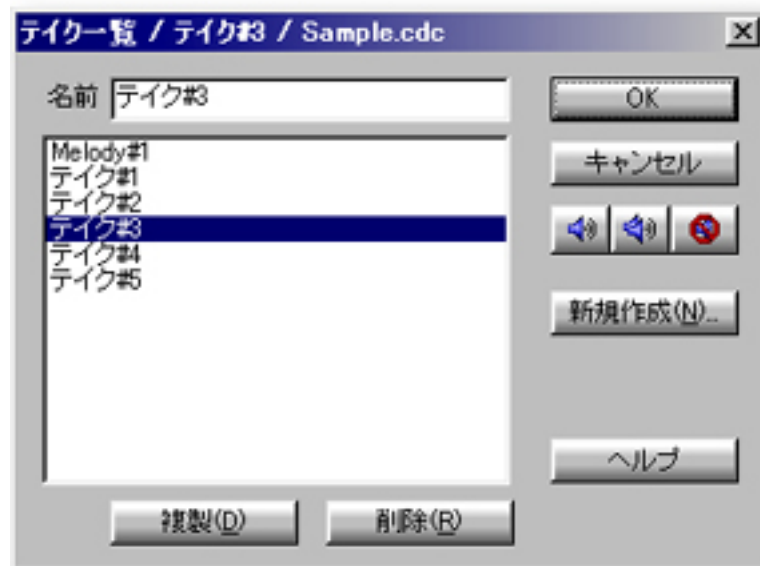 テイク一覧 / テイク#3 / Sample.cdc
名前 テイク#3
OK
Melody#1
テイク#1
テイク#2
テイク#3
テイク#4
テイク#5
キャンセル
新規作成(N)...
ヘルプ
複製(D)
削除(R)